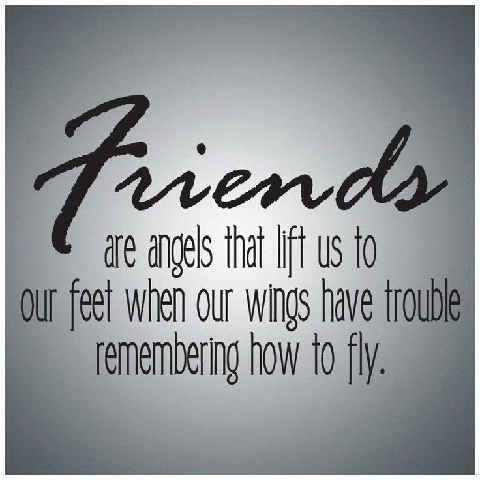 Friends
are angels that lift us to
our feet when our wings have trouble
remembering how to fly.